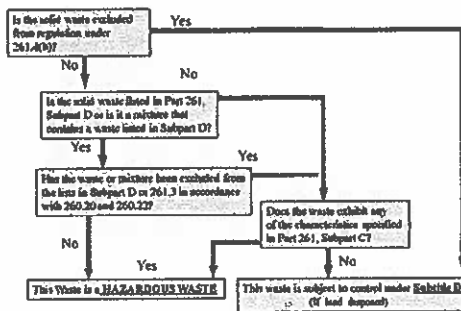 Is the solid waste excluded
from regulation under
261.4(b)?
Yes
No
No
Is the solid waste listed in Part 261,
Subpart D or is it a mixture that
contains a waste listed in Subpart D?
Yes
Has the waste or mixture been excluded from
the lists in Subpart D or 261.3 in accordance
with 260.20 and 260.22?
Yes
No
Does the waste exhibit any
of the characteristics specified
in Part 261, Subpart C?
Yes
No
This Waste is a HAZARDOUS WASTE
This waste is subject to control under Subtitle D
(If land disposed)